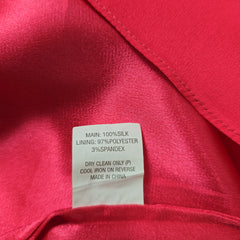 MAIN: 100%SILK
LINING: 97%POLYESTER
3%SPANDEX
DRY CLEAN ONLY (P)
COOL IRON ON REVERSE
MADE IN CHINA